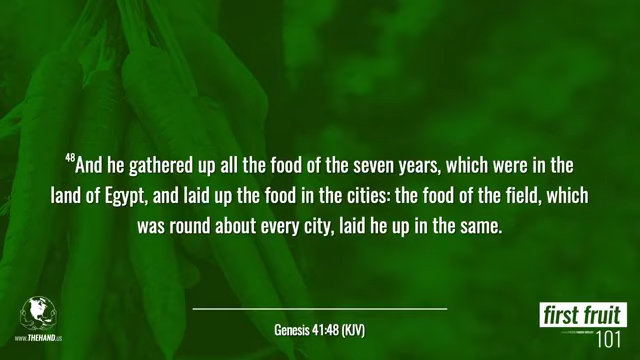 48And he gathered up all the food of the seven years, which were in the
land of Egypt, and laid up the food in the cities: the food of the field, which
was round about every city, laid he up in the same.
Genesis 41:48 (KJV)
www.THEHAND.us
first fruit
101